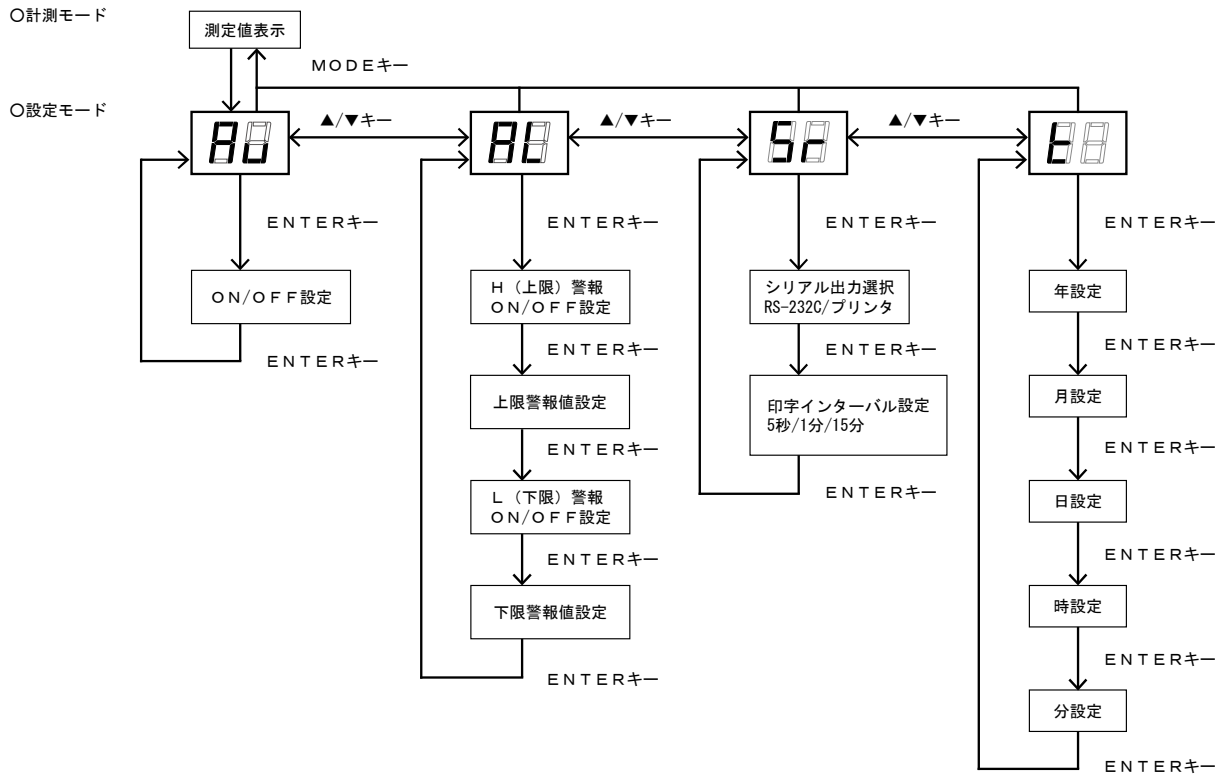 ○計測モード
測定値表示
MODEキー
○設定モード
Au
▲/▼キー
AL
▲/▼キー
Sr
▲/▼キー
t
ENTERキー
ENTERキー
ENTERキー
ENTERキー
ON/OFF設定
H(上限)警報
ON/OFF設定
シリアル出力選択
RS-232C/プリンタ
年設定
ENTERキー
ENTERキー
ENTERキー
ENTERキー
上限警報値設定
印字インターバル設定
5秒/1分/15分
月設定
ENTERキー
ENTERキー
L(下限)警報
ON/OFF設定
ENTERキー
日設定
ENTERキー
ENTERキー
下限警報値設定
時設定
ENTERキー
ENTERキー
分設定
ENTERキー